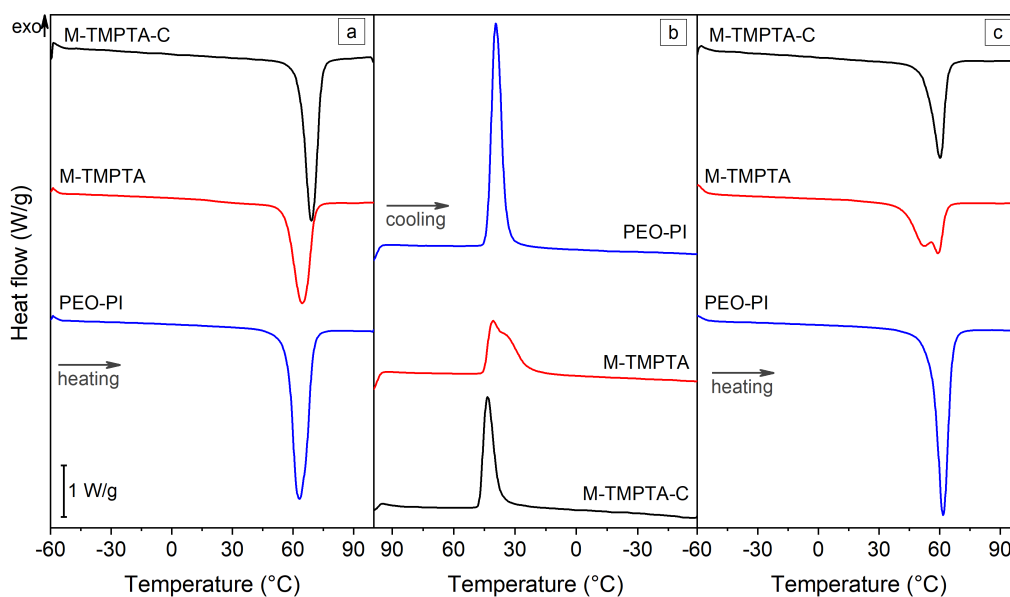 exo
M-TMPTA-C
a
b
M-TMPTA-C
c
M-TMPTA
M-TMPTA
cooling
PEO-PI
PEO-PI
PEO-PI
heating
M-TMPTA
heating
1 W/g
M-TMPTA-C
Heat flow (W/g)
-60 -30 0 30 60 90
90 60 30 0 -30 -60
-30 0 30 60 90
Temperature (°C)
Temperature (°C)
Temperature (°C)